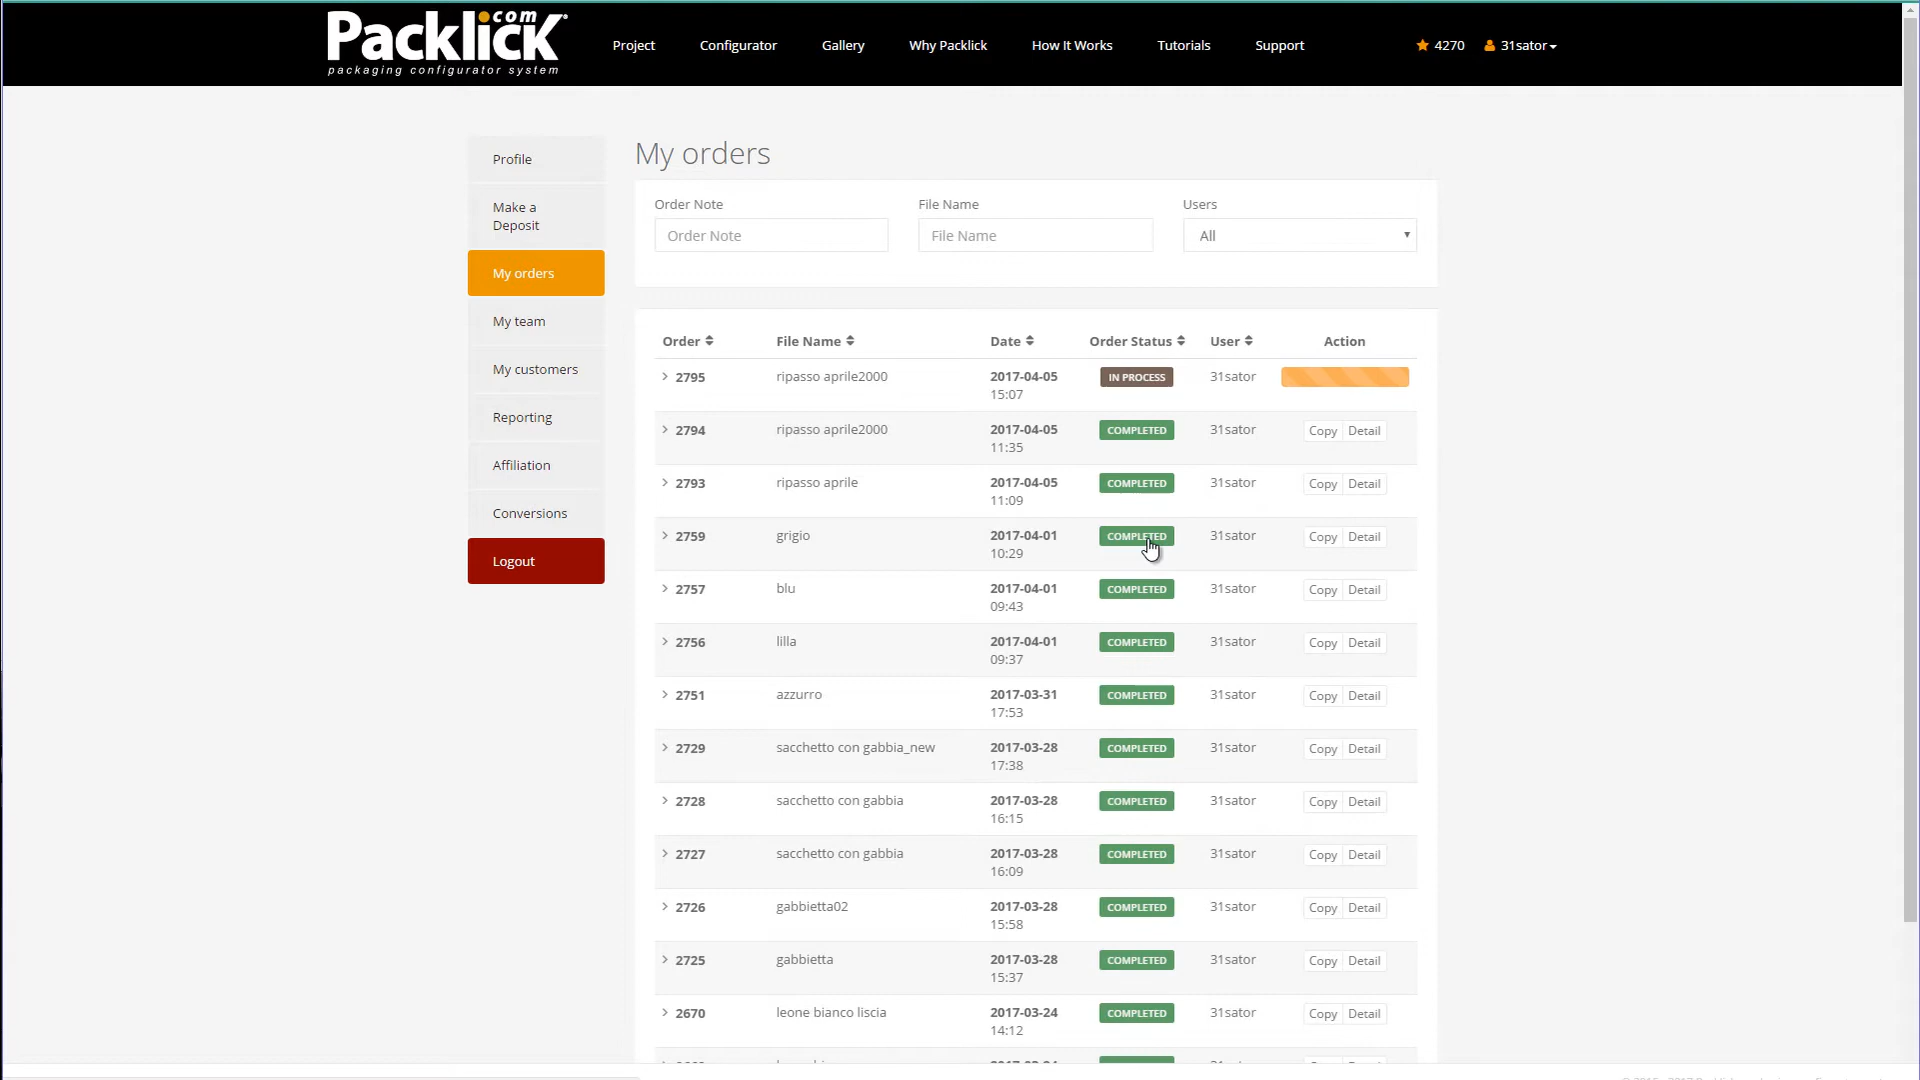 Packlick.com
packaging configurator system
Project Configurator Gallery Why Packlick How It Works Tutorials Support 4270 31sator
Profile
Make a
Deposit
My orders
My team
My customers
Reporting
Affiliation
Conversions
Logout
My orders
Order Note File Name Users
Order Note File Name All
Order File Name Date Order Status User Action
2795 ripasso aprile2000 2017-04-05 IN PROCESS 31sator
15:07
2794 ripasso aprile2000 2017-04-05 COMPLETED 31sator Copy Detail
11:35
2793 ripasso aprile 2017-04-05 COMPLETED 31sator Copy Detail
11:09
2759 grigio 2017-04-01 COMPLETED 31sator Copy Detail
10:29
2757 blu 2017-04-01 COMPLETED 31sator Copy Detail
09:43
2756 lilla 2017-04-01 COMPLETED 31sator Copy Detail
09:37
2751 azzurro 2017-03-31 COMPLETED 31sator Copy Detail
17:53
2729 sacchetto con gabbia_new 2017-03-28 COMPLETED 31sator Copy Detail
17:38
2728 sacchetto con gabbia 2017-03-28 COMPLETED 31sator Copy Detail
16:15
2727 sacchetto con gabbia 2017-03-28 COMPLETED 31sator Copy Detail
16:09
2726 gabbietta02 2017-03-28 COMPLETED 31sator Copy Detail
15:58
2725 gabbietta 2017-03-28 COMPLETED 31sator Copy Detail
15:37
2670 leone bianco liscia 2017-03-24 COMPLETED 31sator Copy Detail
14:12